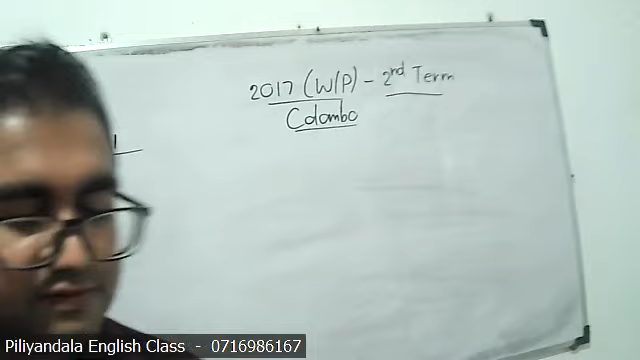 2017 (W/P) - 2nd Term
Colombo
Piliyandala English Class - 0716986167